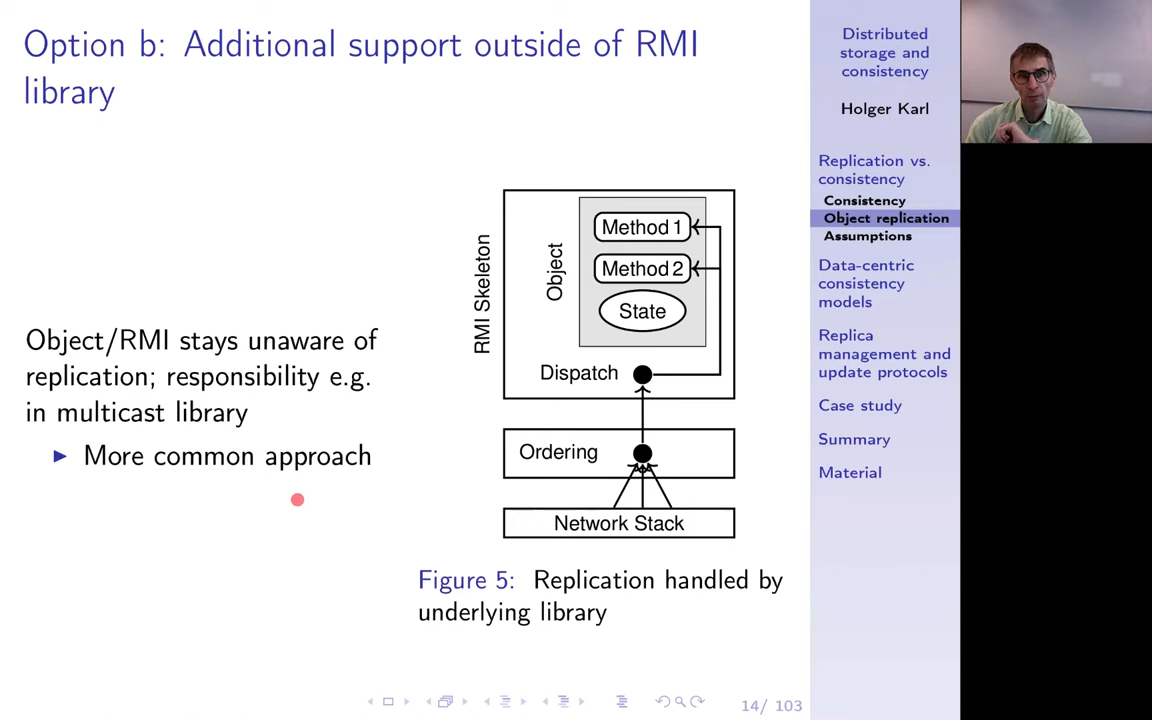 Option b: Additional support outside of RMI
library
Object/RMI stays unaware of
replication; responsibility e.g.
in multicast library
More common approach
RMI Skeleton
Object
Method 1
Method 2
State
Dispatch
Ordering
Network Stack
Figure 5: Replication handled by
underlying library
14/ 103
Distributed
storage and
consistency
Holger Karl
Replication vs.
consistency
Consistency
Object replication
Assumptions
Data-centric
consistency
models
Replica
management and
update protocols
Case study
Summary
Material